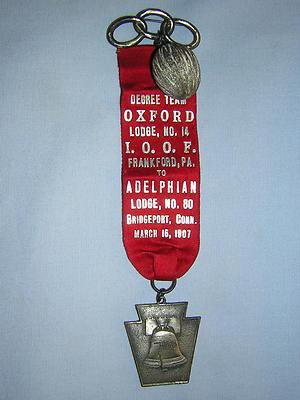 DEGREE TEAM
OXFORD
LODGE, NO. 14
I. O. O. F.
FRANKFORD, PA.
TO
ADELPHIAN
LODGE, NO. 80
BRIDGEPORT, CONN.
MARCH 16, 1907